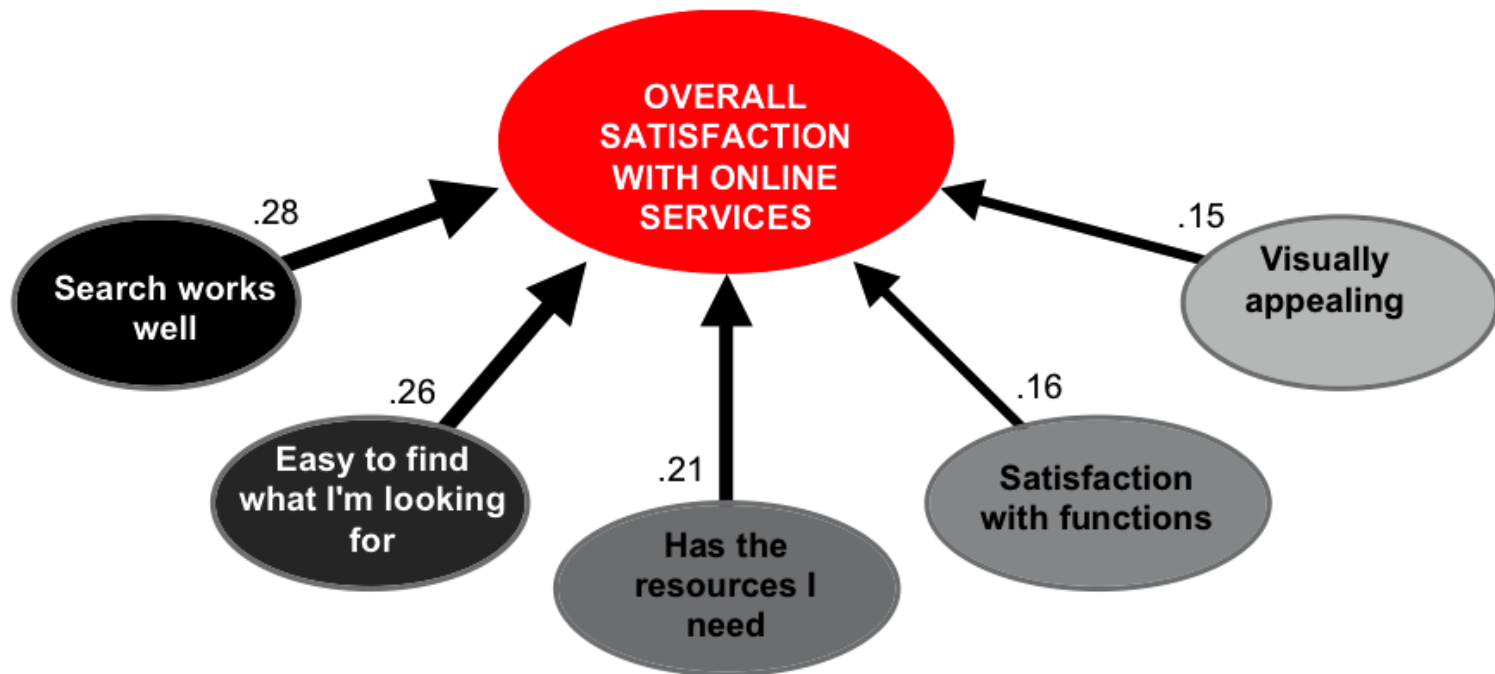 OVERALL
SATISFACTION
WITH ONLINE
SERVICES
.28
Search works
well
.26
Easy to find
what I'm looking
for
.21
Has the
resources I
need
.16
Satisfaction
with functions
.15
Visually
appealing